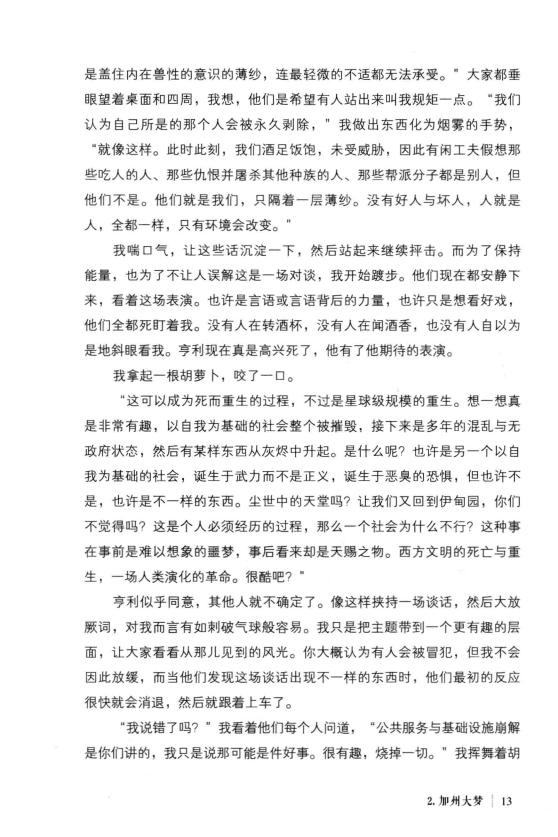 是盖住内在兽性的意识的薄纱，连最轻微的不适都无法承受。”大家都垂
眼望着桌面和四周，我想，他们是希望有人站出来叫我规矩一点。“我们
认为自己所是的那个人会被永久剥除，”我做出东西化为烟雾的手势，
“就像这样。此时此刻，我们酒足饭饱，未受威胁，因此有闲工夫假想那
些吃人的人、那些仇恨并屠杀其他种族的人、那些帮派分子都是别人，但
他们不是。他们就是我们，只隔着一层薄纱。没有好人与坏人，人就是
人，全都一样，只有环境会改变。”
我喘口气，让这些话沉淀一下，然后站起来继续抨击。而为了保持
能量，也为了不让人误解这是一场对谈，我开始踱步。他们现在都安静下
来，看着这场表演。也许是言语或言语背后的力量，也许只是想看好戏，
他们全都死盯着我。没有人在转酒杯，没有人在闻酒香，也没有人自以为
是地斜眼看我。亨利现在真是高兴死了，他有了他期待的表演。
我拿起一根胡萝卜，咬了一口。
“这可以成为死而重生的过程，不过是星球级规模的重生。想一想真
是非常有趣，以自我为基础的社会整个被摧毁，接下来是多年的混乱与无
政府状态，然后有某样东西从灰烬中升起。是什么呢？也许是另一个以自
我为基础的社会，诞生于武力而不是正义，诞生于恶臭的恐惧，但也许不
是，也许是不一样的东西。尘世中的天堂吗？让我们又回到伊甸园，你们
不觉得吗？这是个人必须经历的过程，那么一个社会为什么不行？这种事
在事前是难以想象的噩梦，事后看来却是天赐之物。西方文明的死亡与重
生，一场人类演化的革命。很酷吧？”
亨利似乎同意，其他人就不确定了。像这样挟持一场谈话，然后大放
厥词，对我而言有如刺破气球般容易。我只是把主题带到一个更有趣的层
面，让大家看看从那儿见到的风光。你大概认为有人会被冒犯，但我不会
因此放缓，而当他们发现这场谈话出现不一样的东西时，他们最初的反应
很快就会消退，然后就跟着上车了。
“我说错了吗？”我看着他们每个人问道，“公共服务与基础设施崩解
是你们讲的，我只是说那可能是件好事。很有趣，烧掉一切。”我挥舞着胡
2. 加州大梦 | 13